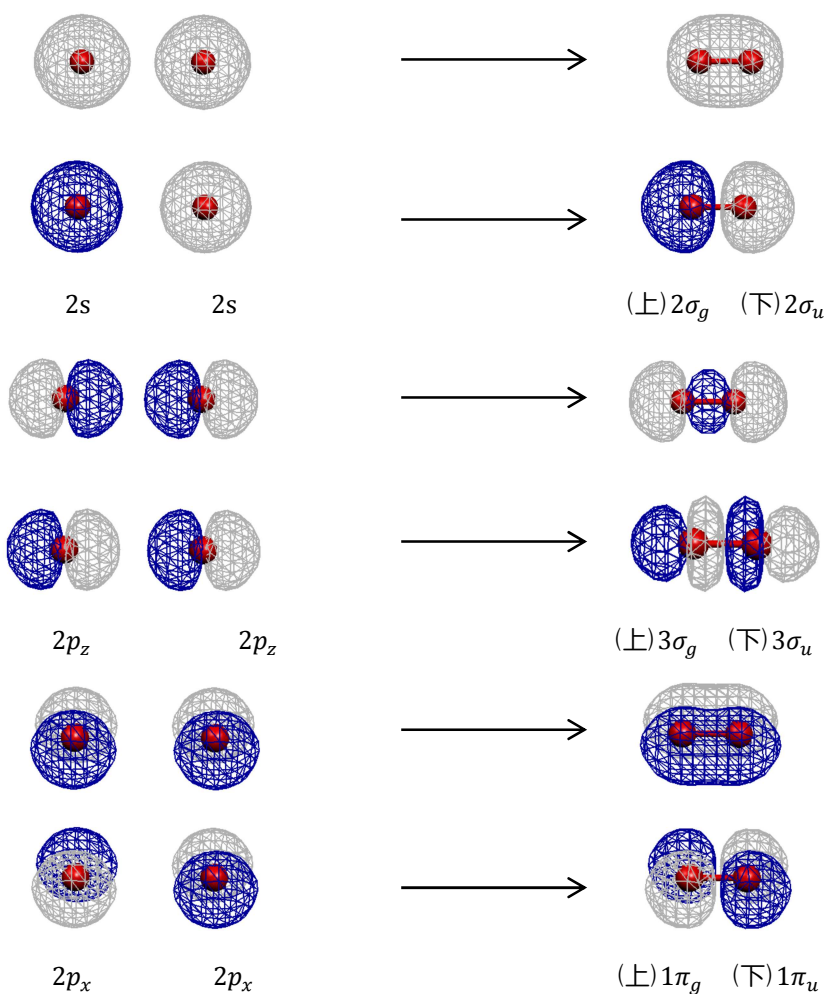 2s 2s (上)2σ_g (下)2σ_u
2p_z 2p_z (上)3σ_g (下)3σ_u
2p_x 2p_x (上)1π_g (下)1π_u